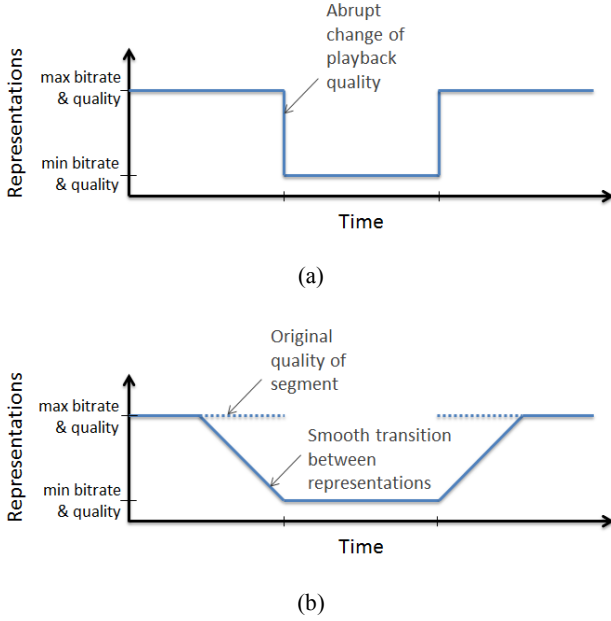 Abrupt
change of
playback
quality
Representations
max bitrate
& quality
min bitrate
& quality
Time
(a)
Original
quality of
segment
Representations
max bitrate
& quality
Smooth transition
between
representations
min bitrate
& quality
Time
(b)